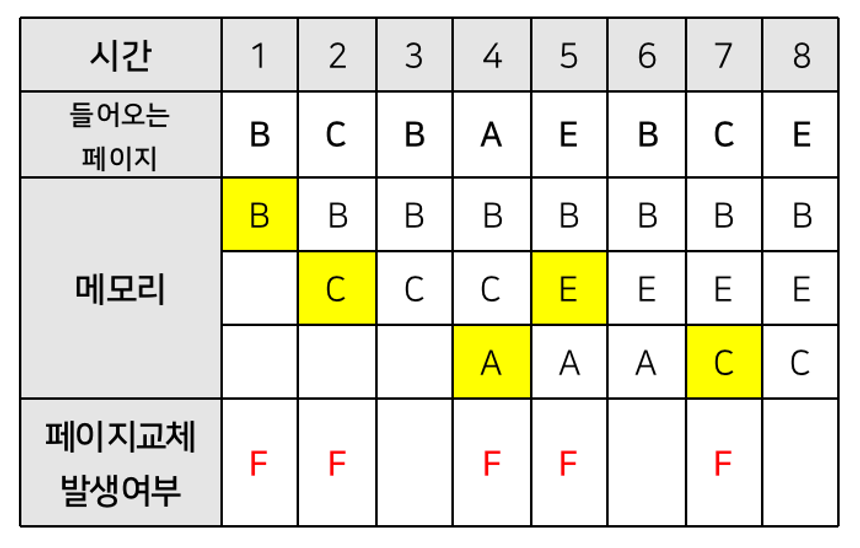 시간 1 2 3 4 5 6 7 8
들어오는
페이지
B C B A E B C E
B B B B B B B B
메모리
C C C E E E E
A A A C C
페이지교체
발생여부
F F F F F